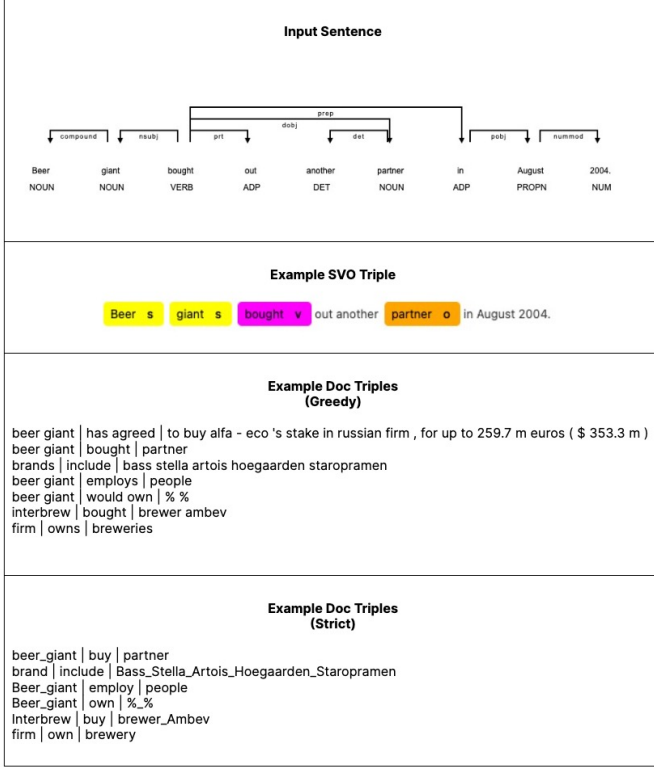 Input Sentence
prep
dobj
compound nsubj prt det pobj nummod
Beer giant bought out another partner in August 2004.
NOUN NOUN VERB ADP DET NOUN ADP PROPN NUM
Example SVO Triple
Beer s giant s bought v out another partner o in August 2004.
Example Doc Triples
(Greedy)
beer giant | has agreed | to buy alfa - eco 's stake in russian firm , for up to 259.7 m euros ( $ 353.3 m )
beer giant | bought | partner
brands | include | bass stella artois hoegaarden staropramen
beer giant | employs | people
beer giant | would own | % %
interbrew | bought | brewer ambev
firm | owns | breweries
Example Doc Triples
(Strict)
beer_giant | buy | partner
brand | include | Bass_Stella_Artois_Hoegaarden_Staropramen
Beer_giant | employ | people
Beer_giant | own | %_%
Interbrew | buy | brewer_Ambev
firm | own | brewery